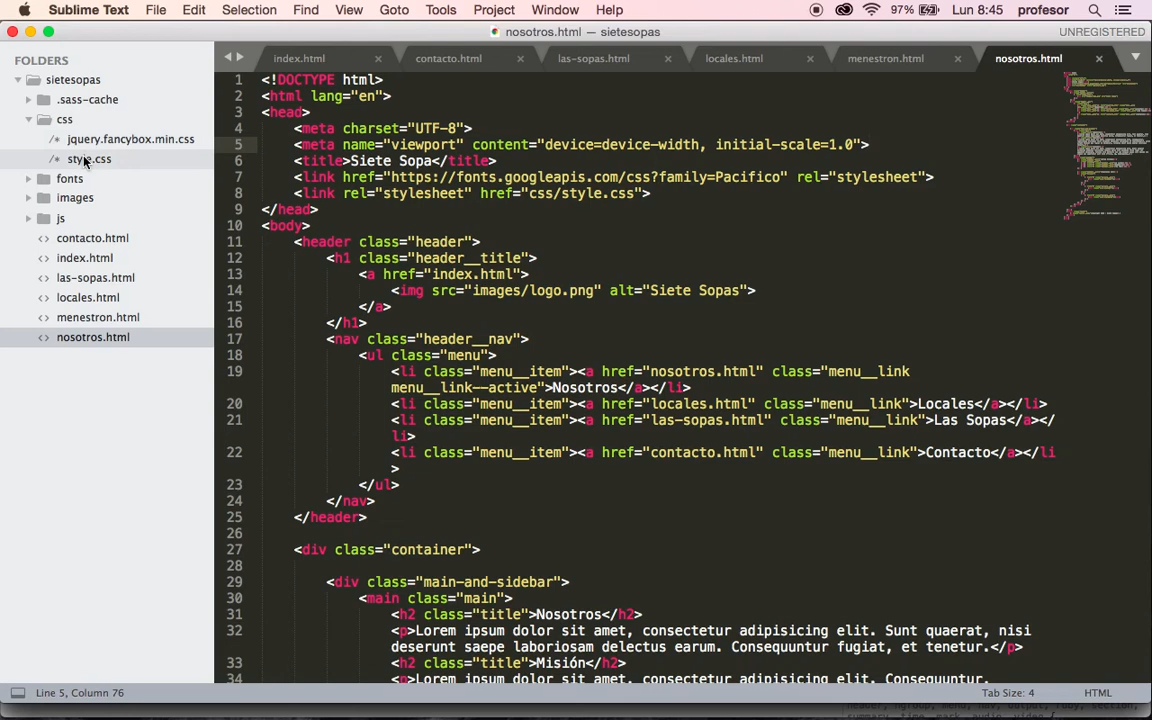 Sublime Text File Edit Selection Find View Goto Tools Project Window Help 97% Lun 8:45 profesor
nosotros.html — sietesopas UNREGISTERED
FOLDERS
sietesopas
.sass-cache
css
/* jquery.fancybox.min.css
/* style.css
fonts
images
js
<> contacto.html
<> index.html
<> las-sopas.html
<> locales.html
<> menestron.html
<> nosotros.html
index.html × contacto.html × las-sopas.html × locales.html × menestron.html × nosotros.html ×
1 <!DOCTYPE html>
2 <html lang="en">
3 <head>
4 <meta charset="UTF-8">
5 <meta name="viewport" content="device=device-width, initial-scale=1.0">
6 <title>Siete Sopa</title>
7 <link href="https://fonts.googleapis.com/css?family=Pacifico" rel="stylesheet">
8 <link rel="stylesheet" href="css/style.css">
9 </head>
10 <body>
11 <header class="header">
12 <h1 class="header__title">
13 <a href="index.html">
14 <img src="images/logo.png" alt="Siete Sopas">
15 </a>
16 </h1>
17 <nav class="header__nav">
18 <ul class="menu">
19 <li class="menu__item"><a href="nosotros.html" class="menu__link
menu__link--active">Nosotros</a></li>
20 <li class="menu__item"><a href="locales.html" class="menu__link">Locales</a></li>
21 <li class="menu__item"><a href="las-sopas.html" class="menu__link">Las Sopas</a></
li>
22 <li class="menu__item"><a href="contacto.html" class="menu__link">Contacto</a></li
>
23 </ul>
24 </nav>
25 </header>
26
27 <div class="container">
28
29 <div class="main-and-sidebar">
30 <main class="main">
31 <h2 class="title">Nosotros</h2>
32 <p>Lorem ipsum dolor sit amet, consectetur adipisicing elit. Sunt quaerat, nisi
deserunt saepe laboriosam delectus earum. Consequuntur fugiat, et tenetur.</p>
33 <h2 class="title">Misión</h2>
34 <p>Lorem ipsum dolor sit amet, consectetur adipisicing elit. Consequuntur.
Line 5, Column 76 Tab Size: 4 HTML